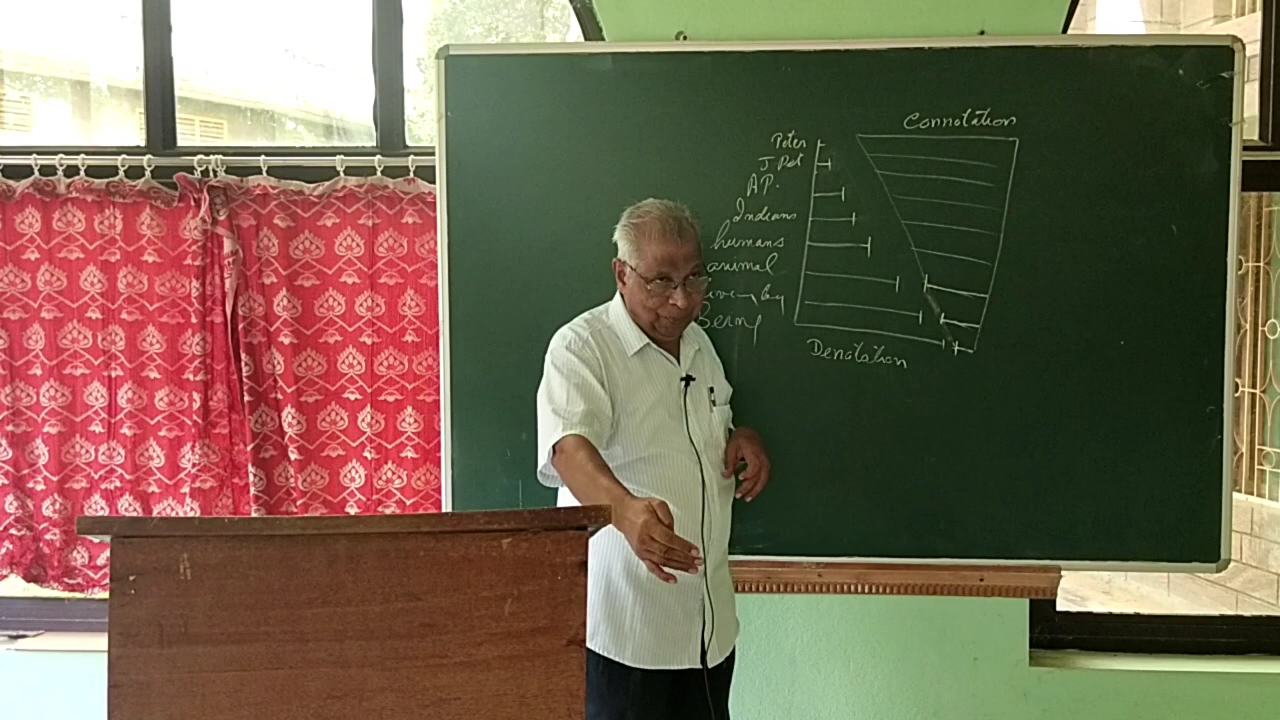 Connotation
Peter
J. Pet
A P.
Indians
humans
animal
Being
Denotation